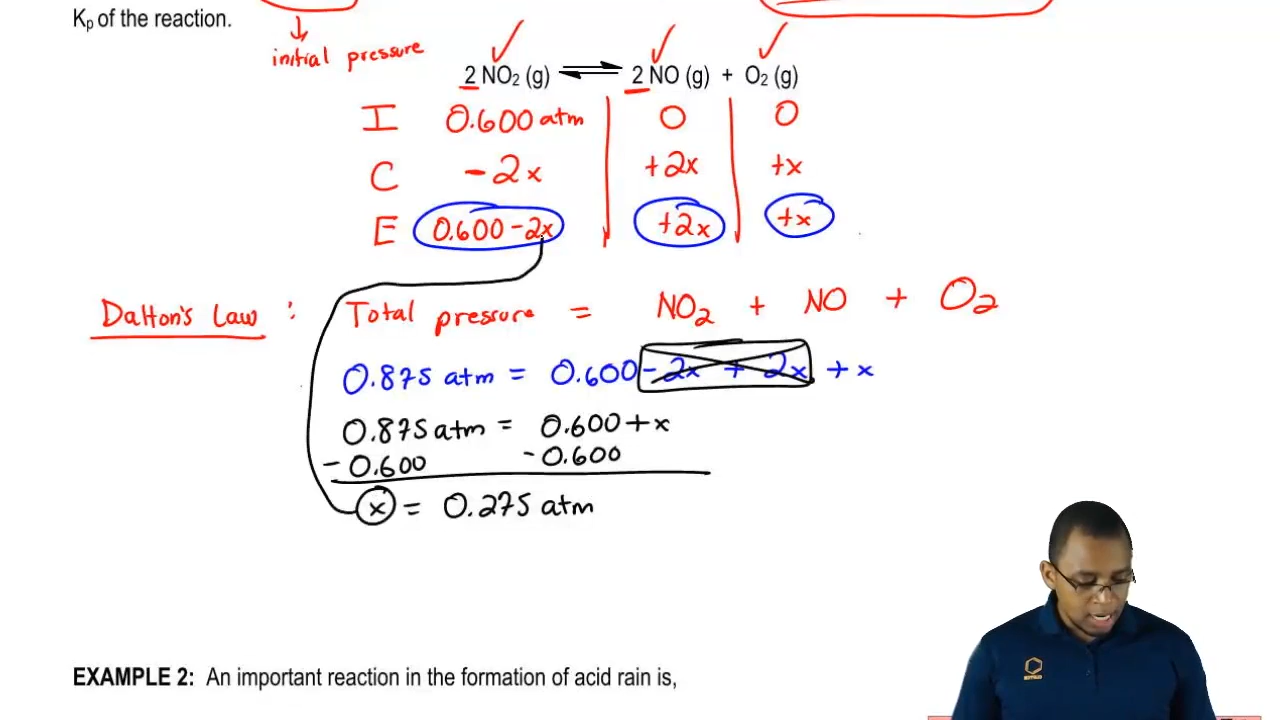 Kp of the reaction.
initial pressure
2 NO₂ (g) ⇌ 2 NO (g) + O₂ (g)
I 0.600 atm 0 0
C -2x +2x +x
E 0.600-2x +2x +x
Dalton's Law : Total pressure = NO₂ + NO + O₂
0.875 atm = 0.600 - 2x + 2x + x
0.875 atm = 0.600 + x
- 0.600 - 0.600
x = 0.275 atm
EXAMPLE 2: An important reaction in the formation of acid rain is,